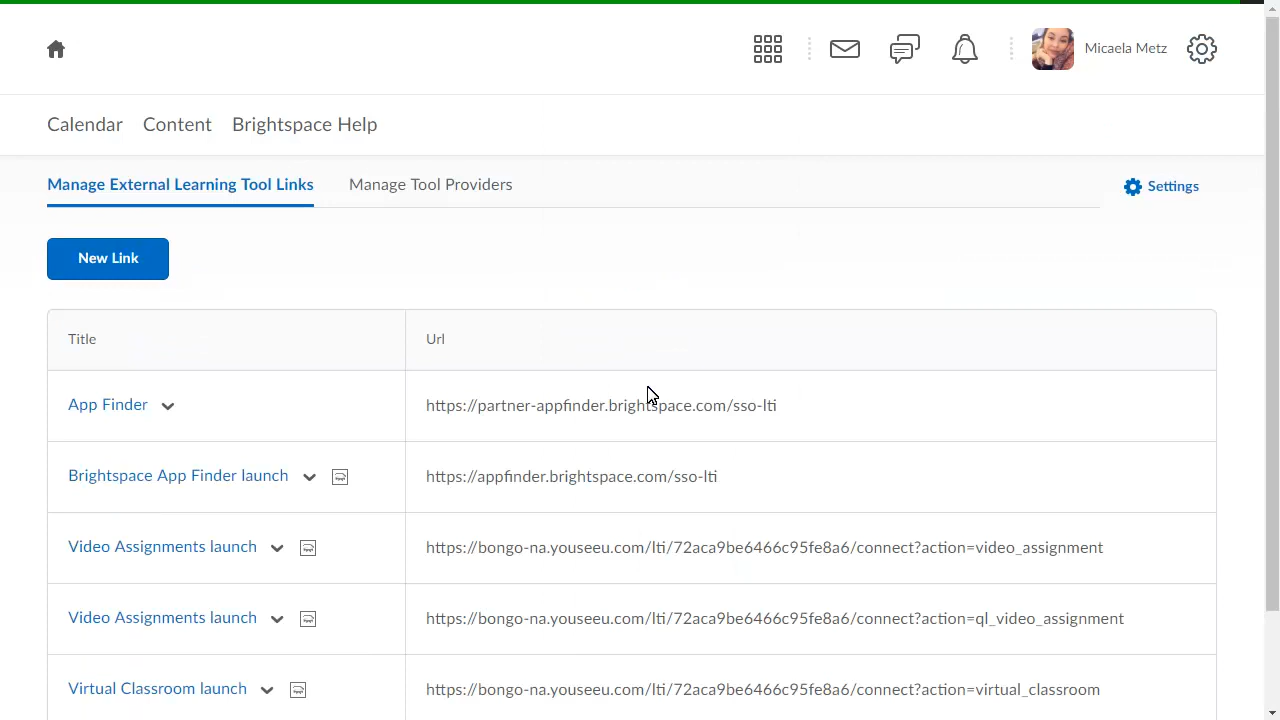 Micaela Metz
Calendar Content Brightspace Help
Manage External Learning Tool Links Manage Tool Providers Settings
New Link
Title Url
App Finder https://partner-appfinder.brightspace.com/sso-lti
Brightspace App Finder launch https://appfinder.brightspace.com/sso-lti
Video Assignments launch https://bongo-na.youseeu.com/lti/72aca9be6466c95fe8a6/connect?action=video_assignment
Video Assignments launch https://bongo-na.youseeu.com/lti/72aca9be6466c95fe8a6/connect?action=ql_video_assignment
Virtual Classroom launch https://bongo-na.youseeu.com/lti/72aca9be6466c95fe8a6/connect?action=virtual_classroom